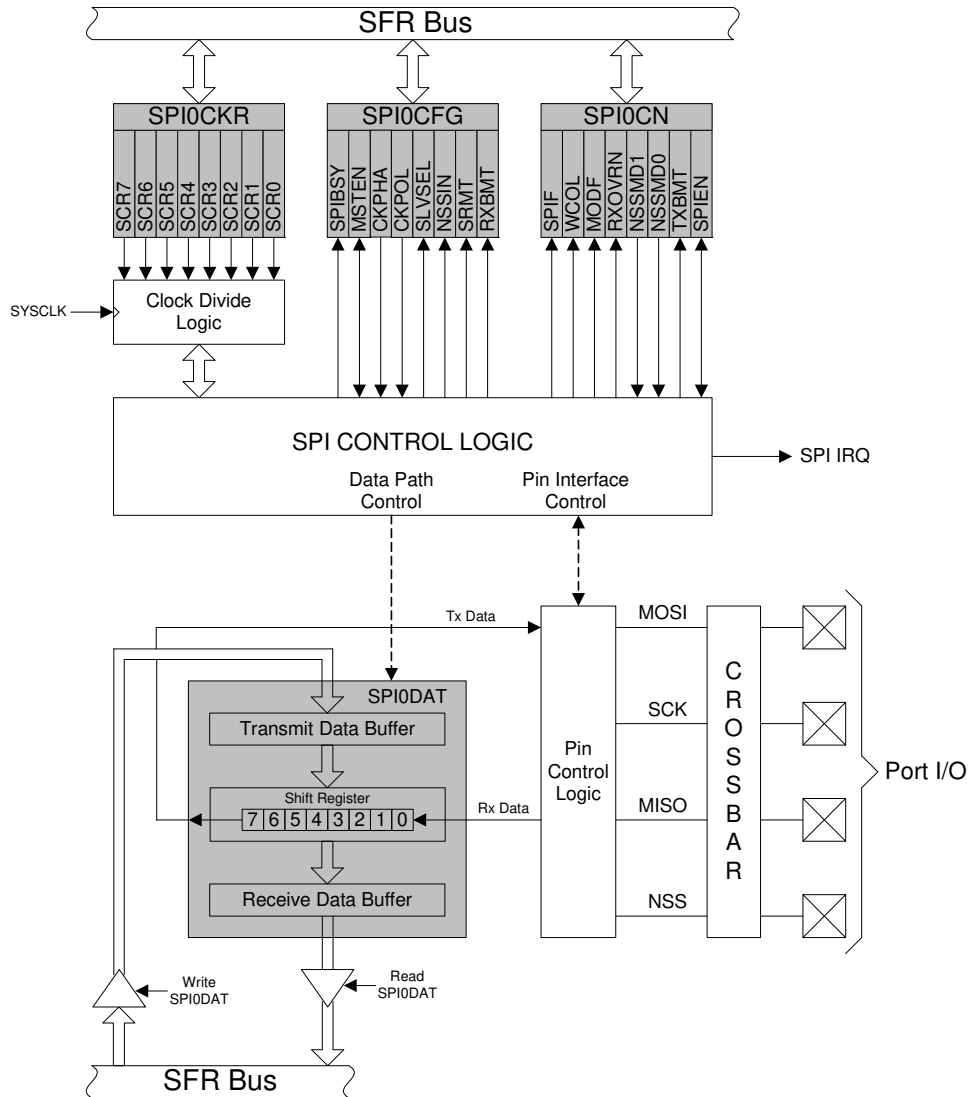 SFR Bus
SPI0CKR
SPI0CFG
SPI0CN
SCR7
SCR6
SCR5
SCR4
SCR3
SCR2
SCR1
SCR0
SPIBSY
MSTEN
CKPHA
CKPOL
SLVSEL
NSSIN
SRMT
RXBMT
SPIF
WCOL
MODF
RXOVRN
NSSMD1
NSSMD0
TXBMT
SPIEN
SYSCLK
Clock Divide
Logic
SPI CONTROL LOGIC
SPI IRQ
Data Path
Control
Pin Interface
Control
Tx Data
MOSI
SPI0DAT
Transmit Data Buffer
SCK
Shift Register
7 6 5 4 3 2 1 0
Rx Data
Pin
Control
Logic
MISO
CROSSBAR
Port I/O
Receive Data Buffer
NSS
Write
SPI0DAT
Read
SPI0DAT
SFR Bus